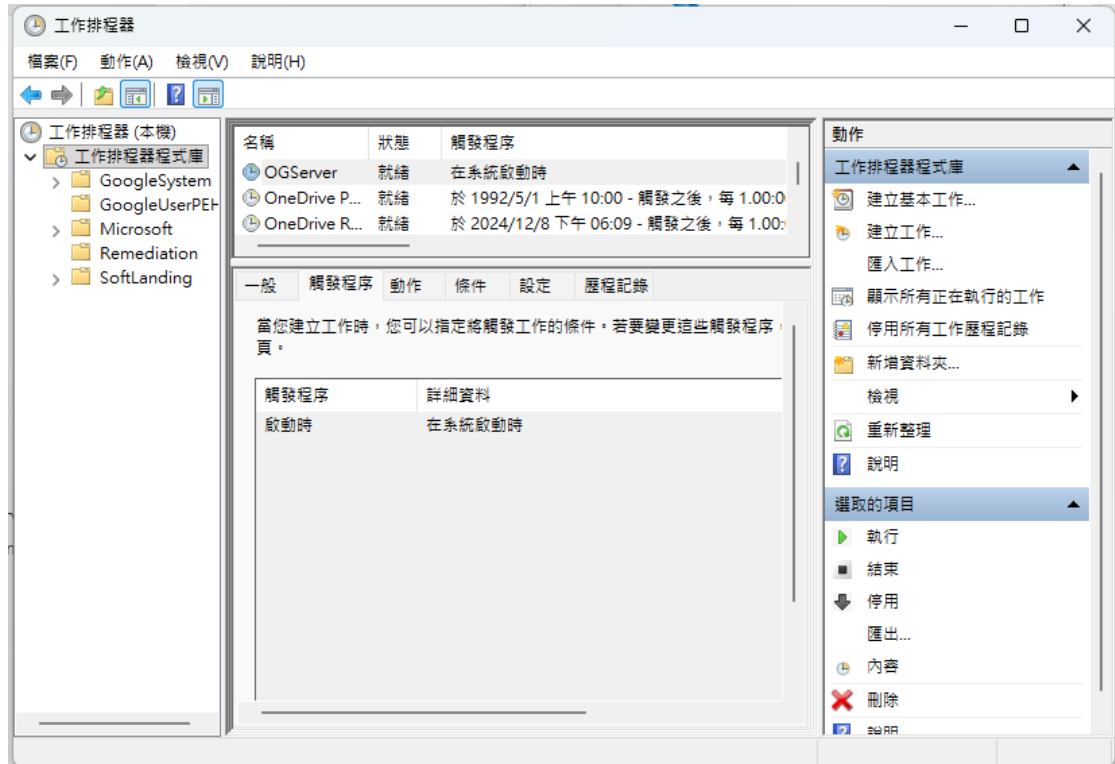 工作排程器
檔案(F) 動作(A) 檢視(V) 說明(H)
工作排程器 (本機)
工作排程器程式庫
GoogleSystem
GoogleUserPEH
Microsoft
Remediation
SoftLanding
名稱 狀態 觸發程序
OGServer 就緒 在系統啟動時
OneDrive P... 就緒 於 1992/5/1 上午 10:00 - 觸發之後，每 1.00:0
OneDrive R... 就緒 於 2024/12/8 下午 06:09 - 觸發之後，每 1.00:
一般 觸發程序 動作 條件 設定 歷程記錄
當您建立工作時，您可以指定將觸發工作的條件。若要變更這些觸發程序，
頁。
觸發程序 詳細資料
啟動時 在系統啟動時
動作
工作排程器程式庫
建立基本工作...
建立工作...
匯入工作...
顯示所有正在執行的工作
停用所有工作歷程記錄
新增資料夾...
檢視
重新整理
說明
選取的項目
執行
結束
停用
匯出...
內容
刪除
說明